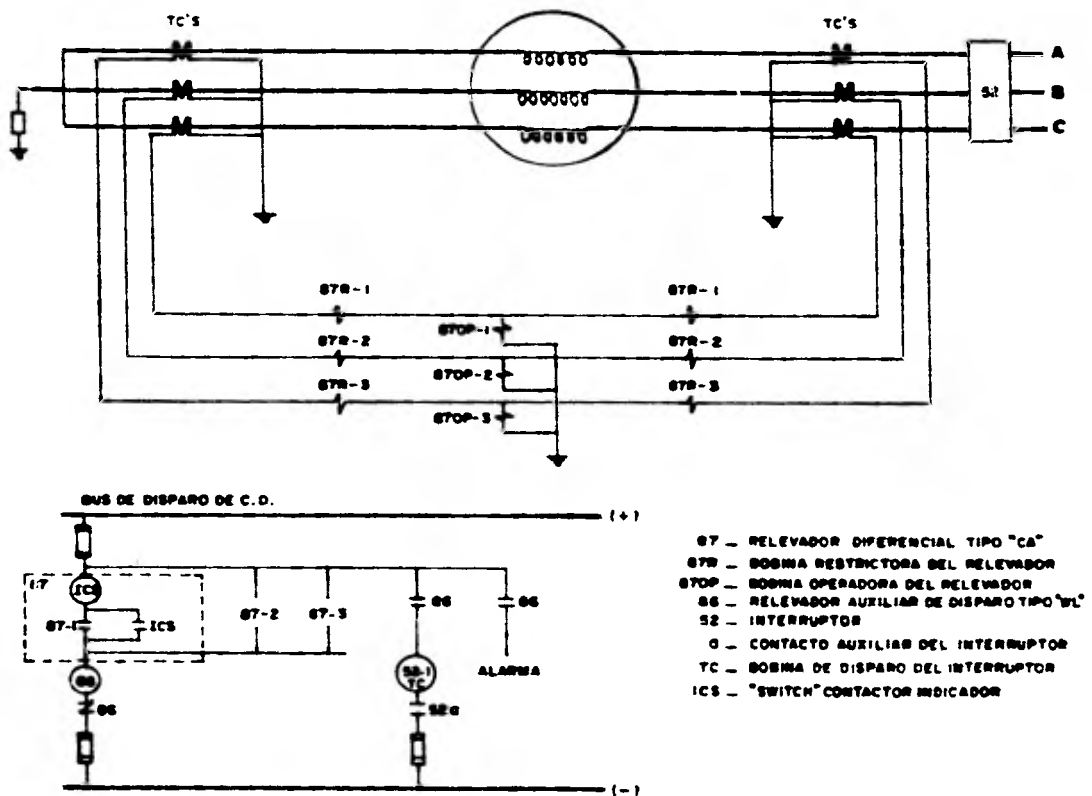 TC'S
TC'S
A
B
C
52
87R-1
87R-1
87OP-1
87R-2
87R-2
87OP-2
87R-3
87R-3
87OP-3
BUS DE DISPARO DE C.D.
(+)
87
ICS
87-1
ICS
87-2
87-3
86
86
ALARMA
86
86
52-1
TC
52a
(-)
87 - RELEVADOR DIFERENCIAL TIPO "CA"
87R - BOBINA RESTRICTORA DEL RELEVADOR
87OP - BOBINA OPERADORA DEL RELEVADOR
86 - RELEVADOR AUXILIAR DE DISPARO TIPO "WL"
52 - INTERRUPTOR
a - CONTACTO AUXILIAR DEL INTERRUPTOR
TC - BOBINA DE DISPARO DEL INTERRUPTOR
ICS - "SWITCH" CONTACTOR INDICADOR